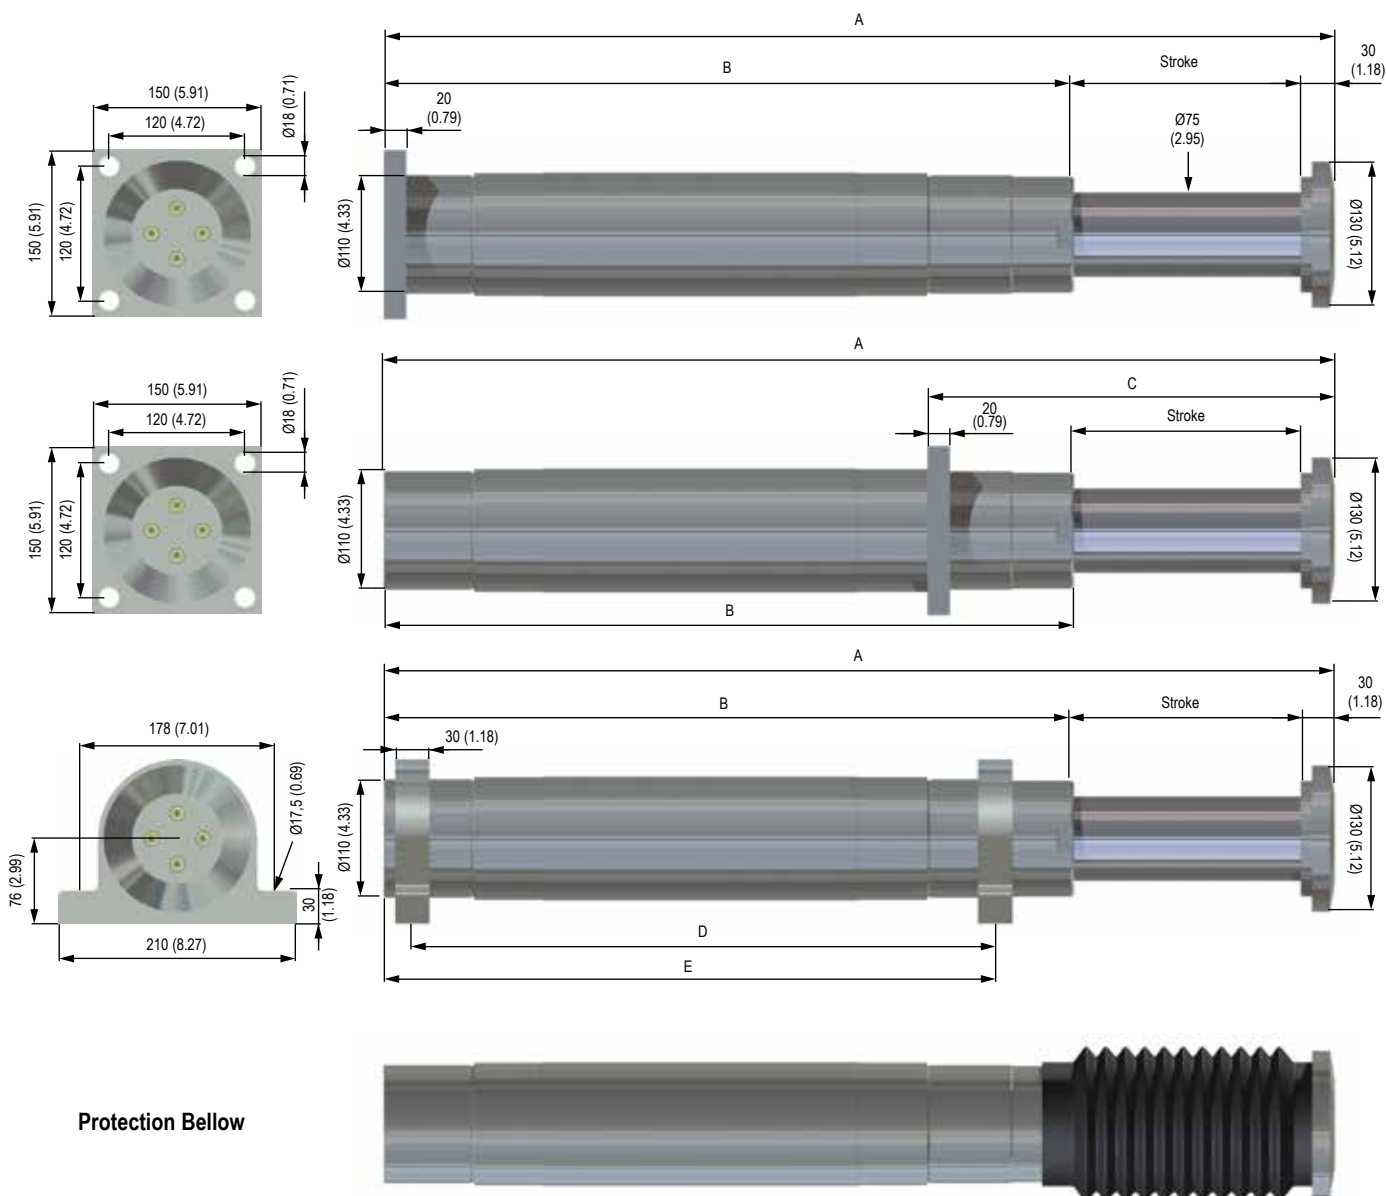 A
B
Stroke
30
(1.18)
150 (5.91)
120 (4.72)
Ø18 (0.71)
20
(0.79)
Ø75
(2.95)
150 (5.91)
120 (4.72)
Ø110 (4.33)
Ø130 (5.12)
A
C
150 (5.91)
120 (4.72)
Ø18 (0.71)
20
(0.79)
Stroke
150 (5.91)
120 (4.72)
Ø110 (4.33)
Ø130 (5.12)
B
A
B
Stroke
30
(1.18)
178 (7.01)
30 (1.18)
Ø17,5 (0.69)
76 (2.99)
30
(1.18)
Ø110 (4.33)
Ø130 (5.12)
210 (8.27)
D
E
Protection Bellow